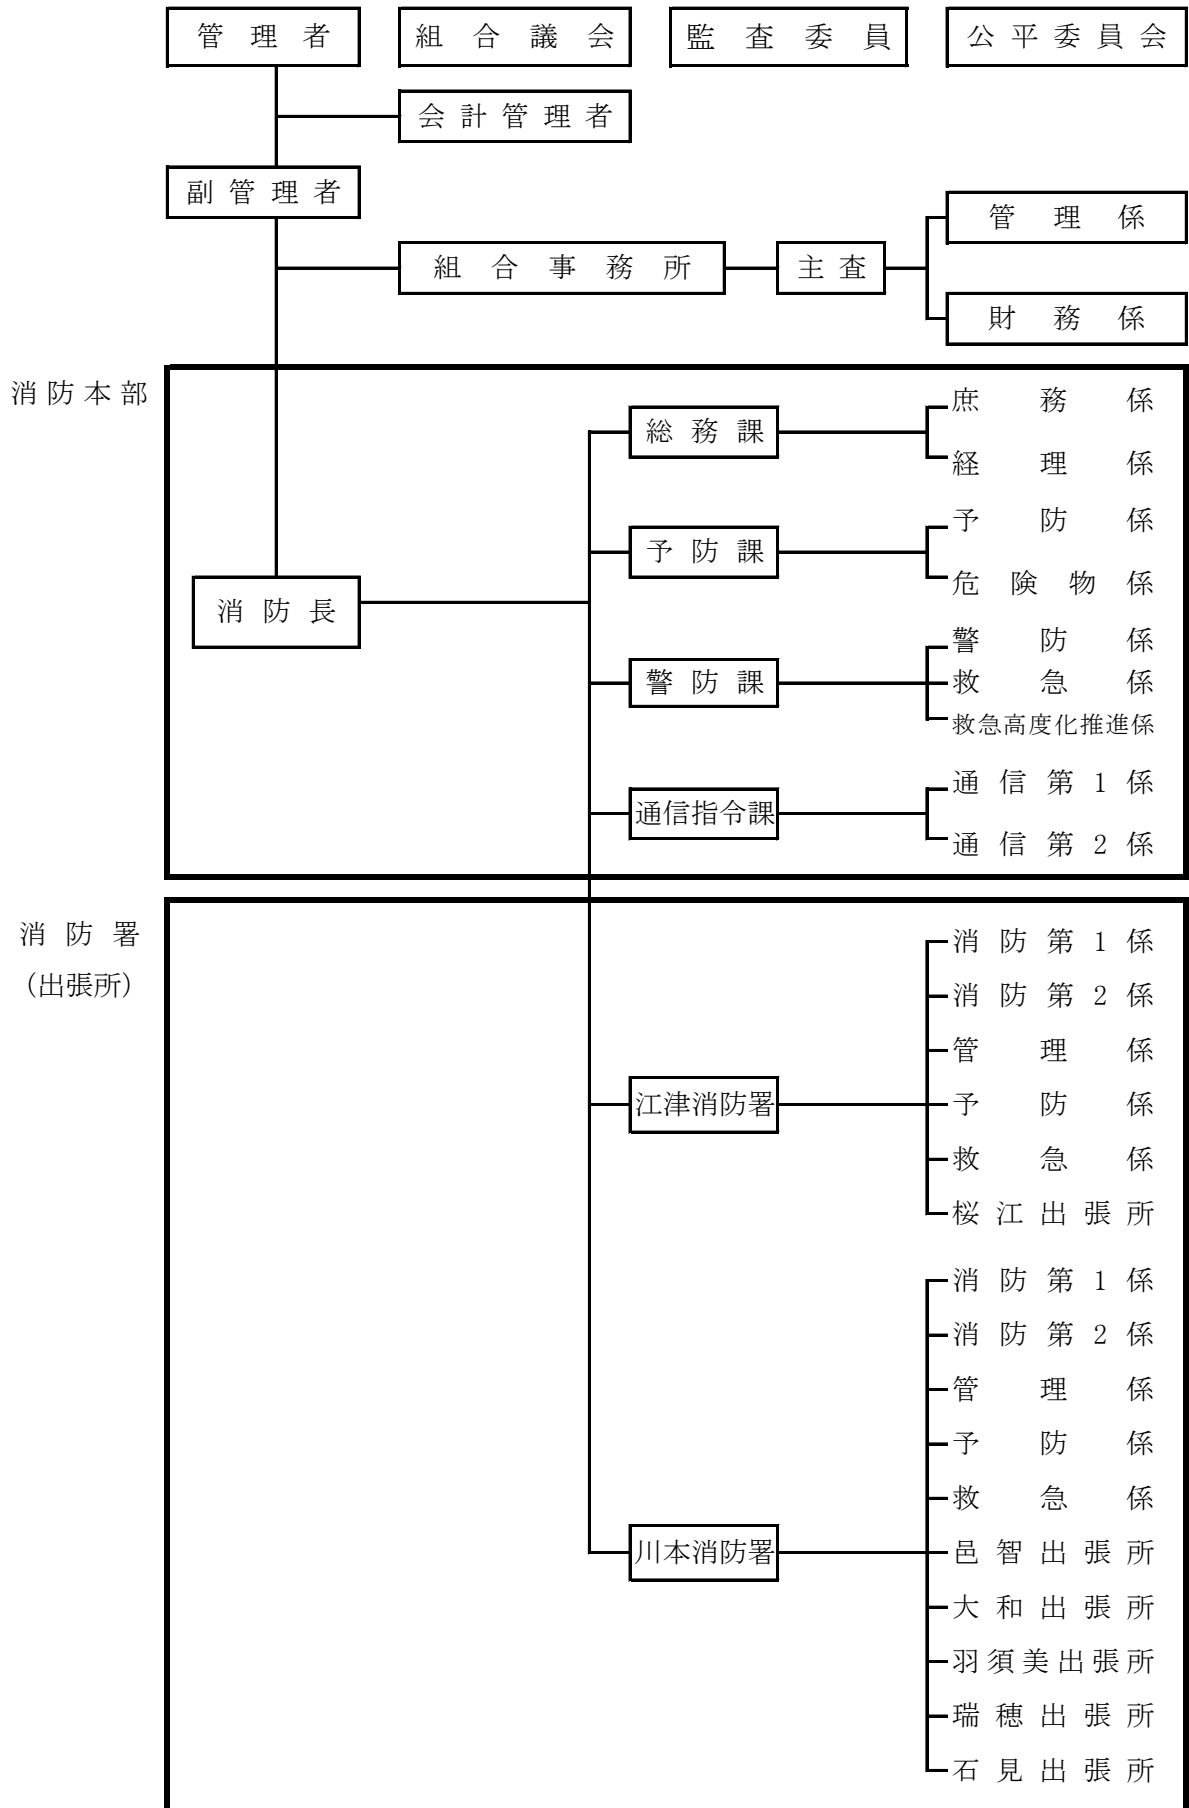 管理者 組合議会 監査委員 公平委員会
会計管理者
副管理者
管理係
組合事務所 主査
財務係
消防本部
庶務係
総務課
経理係
予防係
予防課
危険物係
消防長
警防係
警防課 救急係
救急高度化推進係
通信第1係
通信指令課
通信第2係
消防署
(出張所)
消防第1係
消防第2係
管理係
江津消防署 予防係
救急係
桜江出張所
消防第1係
消防第2係
管理係
予防係
救急係
川本消防署 邑智出張所
大和出張所
羽須美出張所
瑞穂出張所
石見出張所